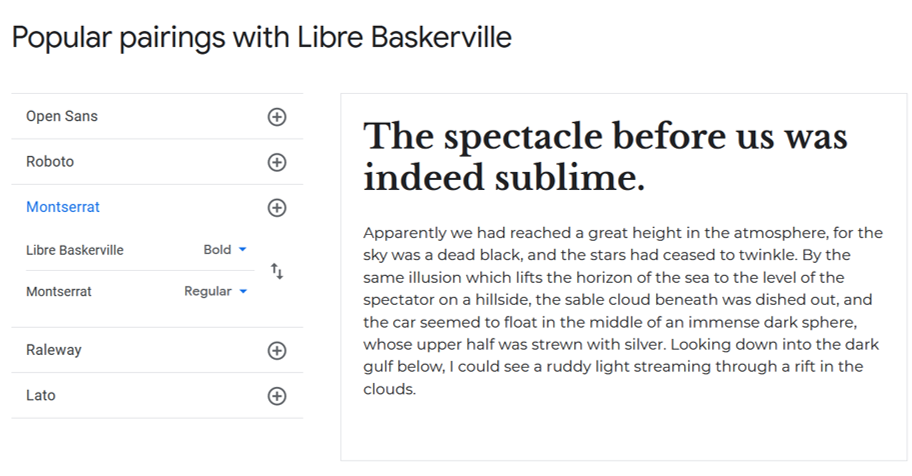 Popular pairings with Libre Baskerville
Open Sans
Roboto
Montserrat
Libre Baskerville Bold
Montserrat Regular
Raleway
Lato
The spectacle before us was
indeed sublime.
Apparently we had reached a great height in the atmosphere, for the
sky was a dead black, and the stars had ceased to twinkle. By the
same illusion which lifts the horizon of the sea to the level of the
spectator on a hillside, the sable cloud beneath was dished out, and
the car seemed to float in the middle of an immense dark sphere,
whose upper half was strewn with silver. Looking down into the dark
gulf below, I could see a ruddy light streaming through a rift in the
clouds.